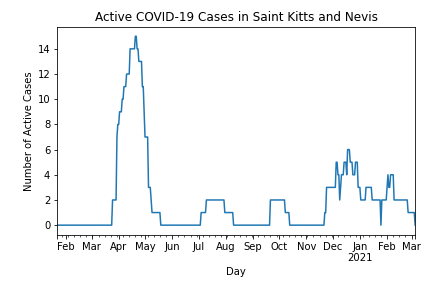 Active COVID-19 Cases in Saint Kitts and Nevis
Number of Active Cases
14
12
10
8
6
4
2
0
Feb Mar Apr May Jun Jul Aug Sep Oct Nov Dec Jan Feb Mar
2021
Day